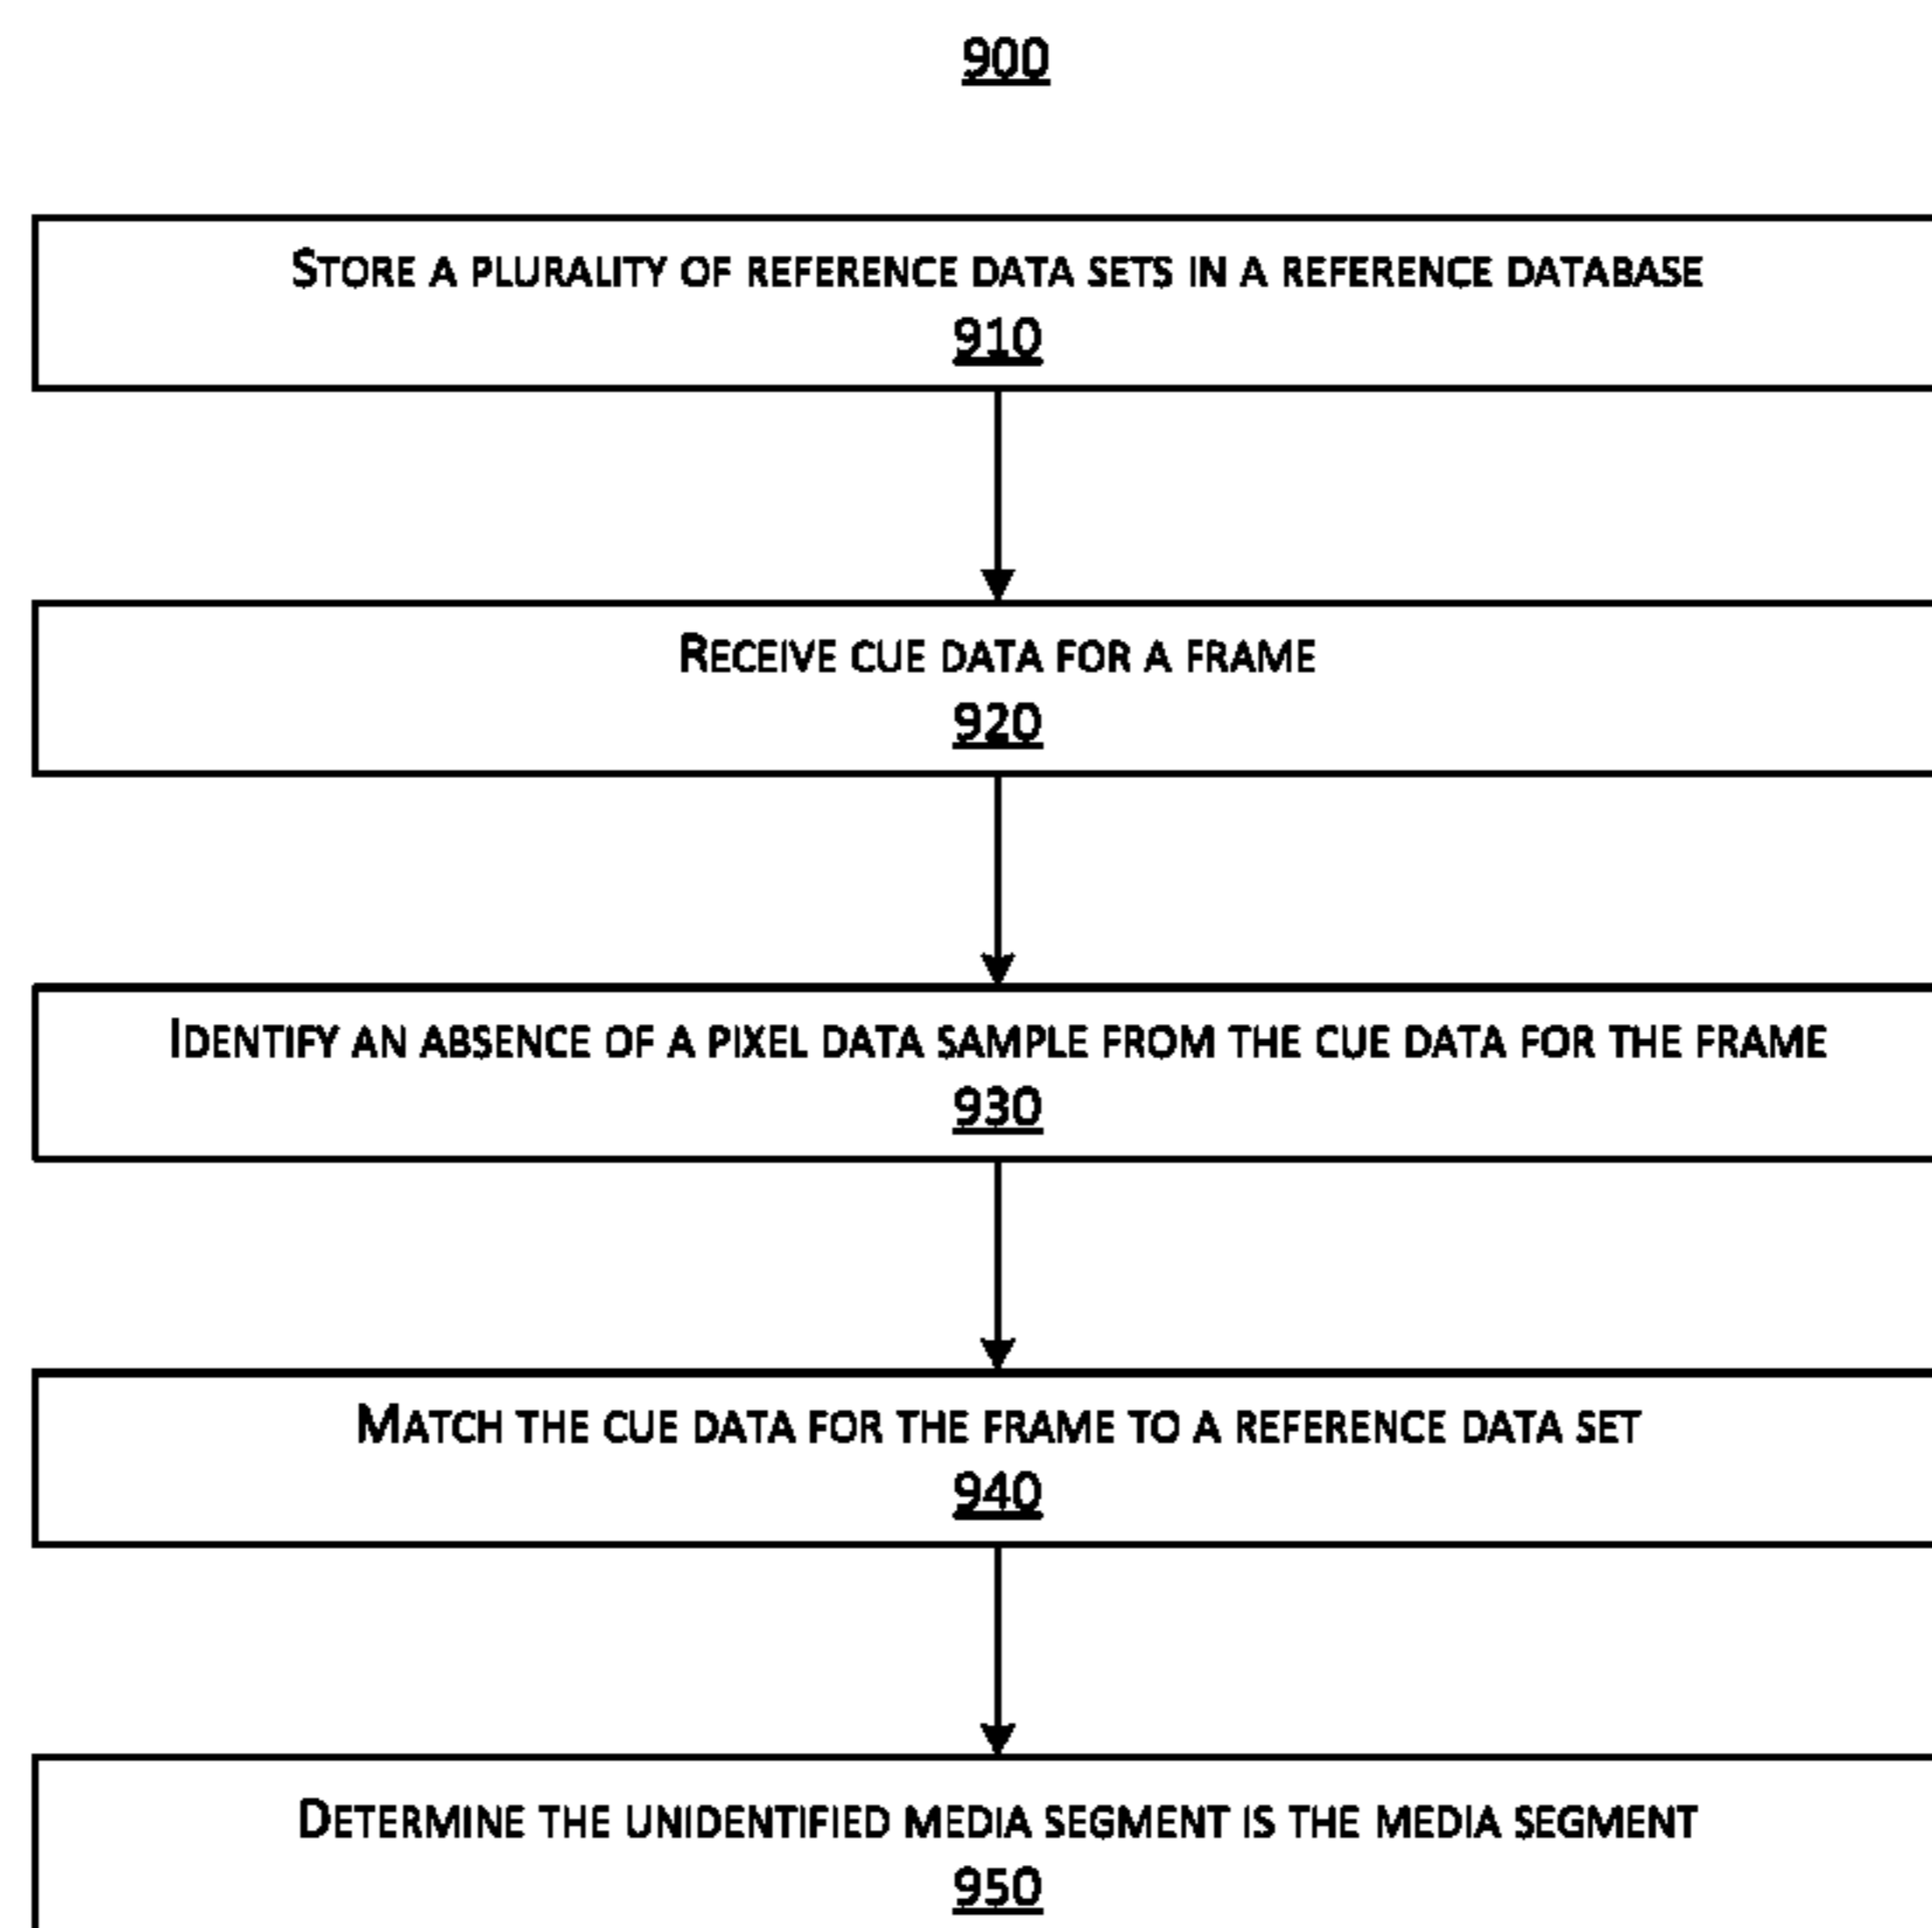 900
STORE A PLURALITY OF REFERENCE DATA SETS IN A REFERENCE DATABASE
910
RECEIVE CUE DATA FOR A FRAME
920
IDENTIFY AN ABSENCE OF A PIXEL DATA SAMPLE FROM THE CUE DATA FOR THE FRAME
930
MATCH THE CUE DATA FOR THE FRAME TO A REFERENCE DATA SET
940
DETERMINE THE UNIDENTIFIED MEDIA SEGMENT IS THE MEDIA SEGMENT
950